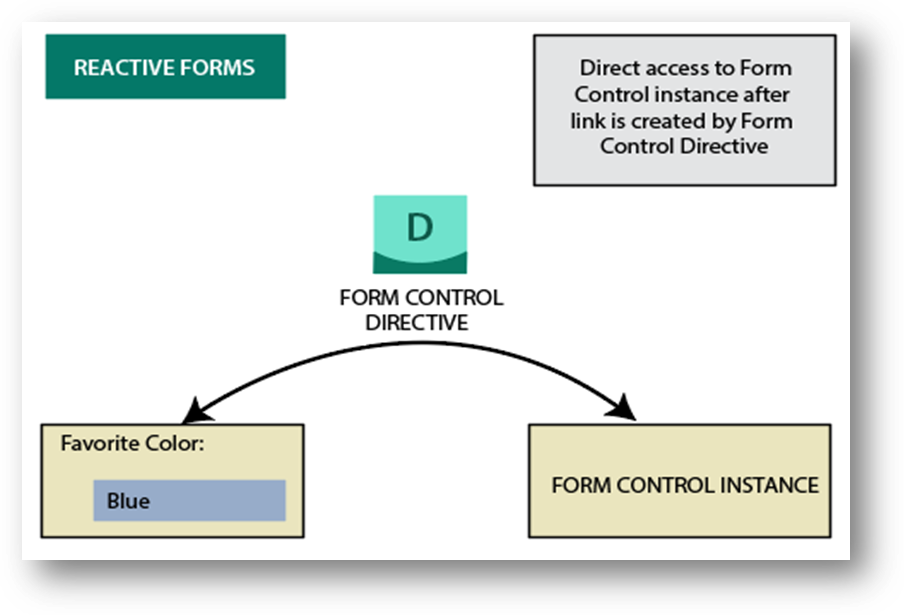 REACTIVE FORMS
Direct access to Form
Control instance after
link is created by Form
Control Directive
D
FORM CONTROL
DIRECTIVE
Favorite Color:
Blue
FORM CONTROL INSTANCE